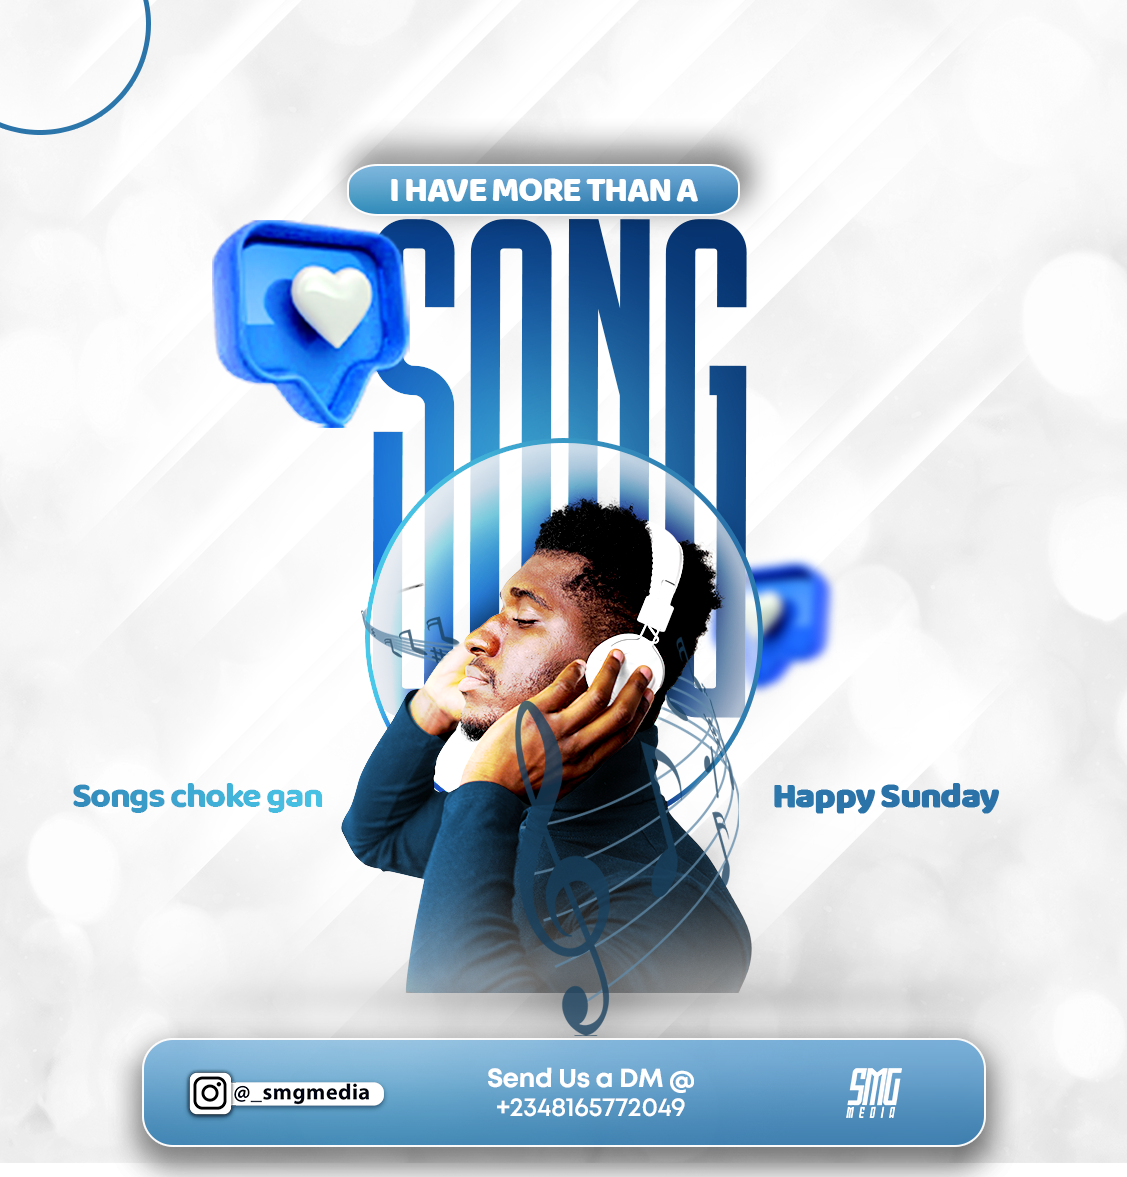 I HAVE MORE THAN A
SONG
Songs choke gan
Happy Sunday
@_smgmedia
Send Us a DM @
+2348165772049
SMG
MEDIA